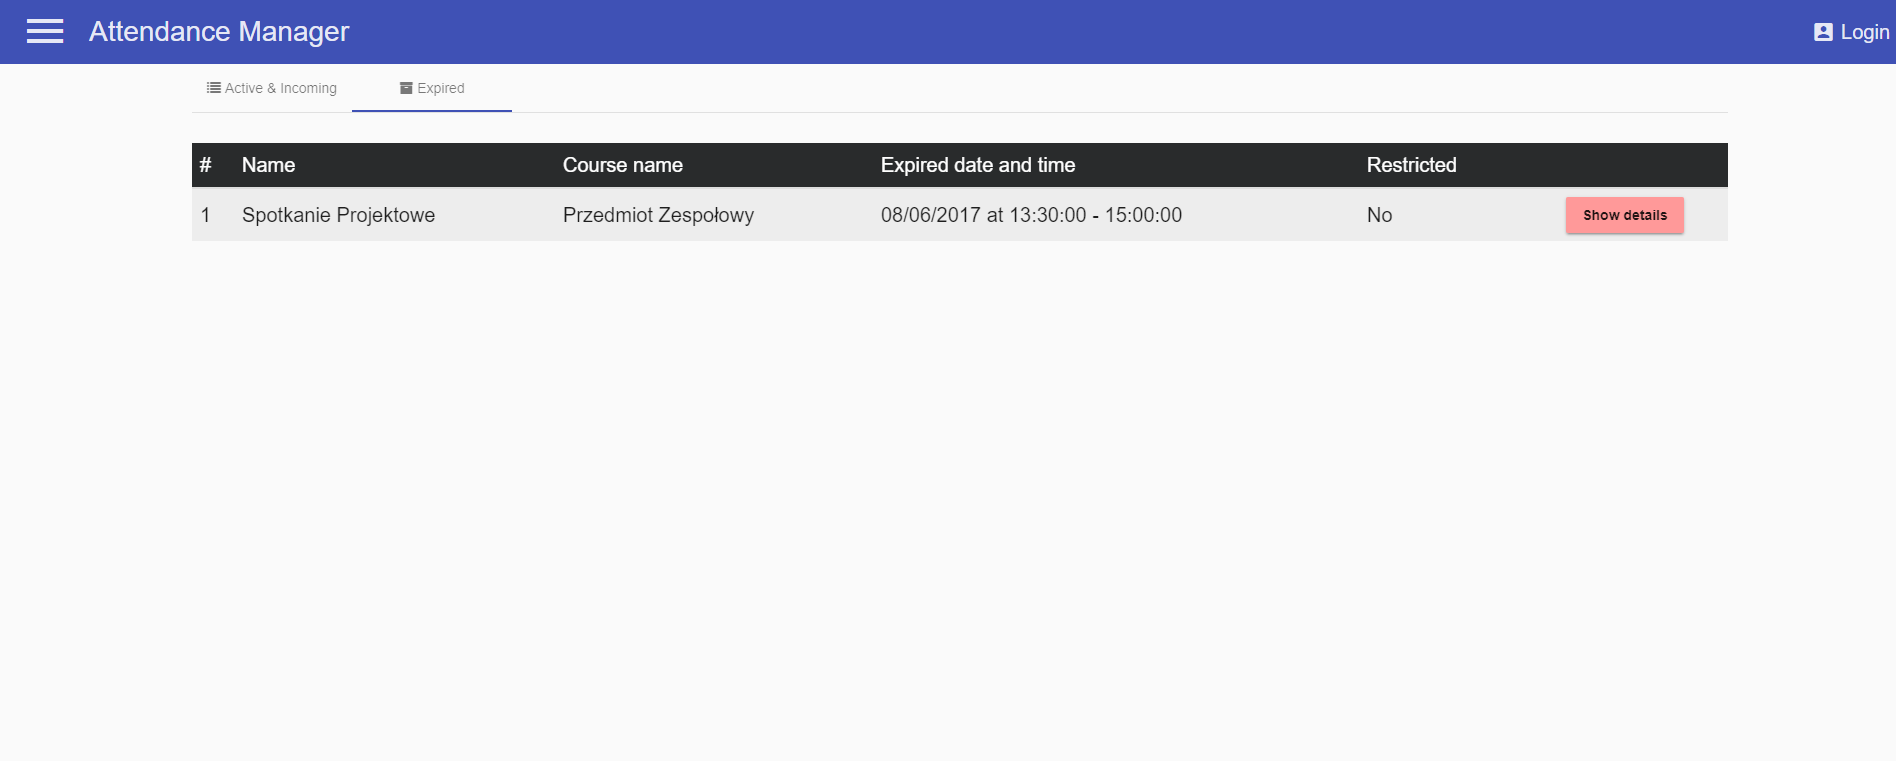 Attendance Manager
Login
Active & Incoming
Expired
# Name Course name Expired date and time Restricted
1 Spotkanie Projektowe Przedmiot Zespołowy 08/06/2017 at 13:30:00 - 15:00:00 No Show details